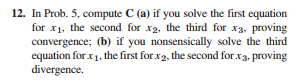 12. In Prob. 5, compute C (a) if you solve the first equation
for x1, the second for x2, the third for x3, proving
convergence; (b) if you nonsensically solve the third
equation for x1, the first for x2, the second for x3, proving
divergence.